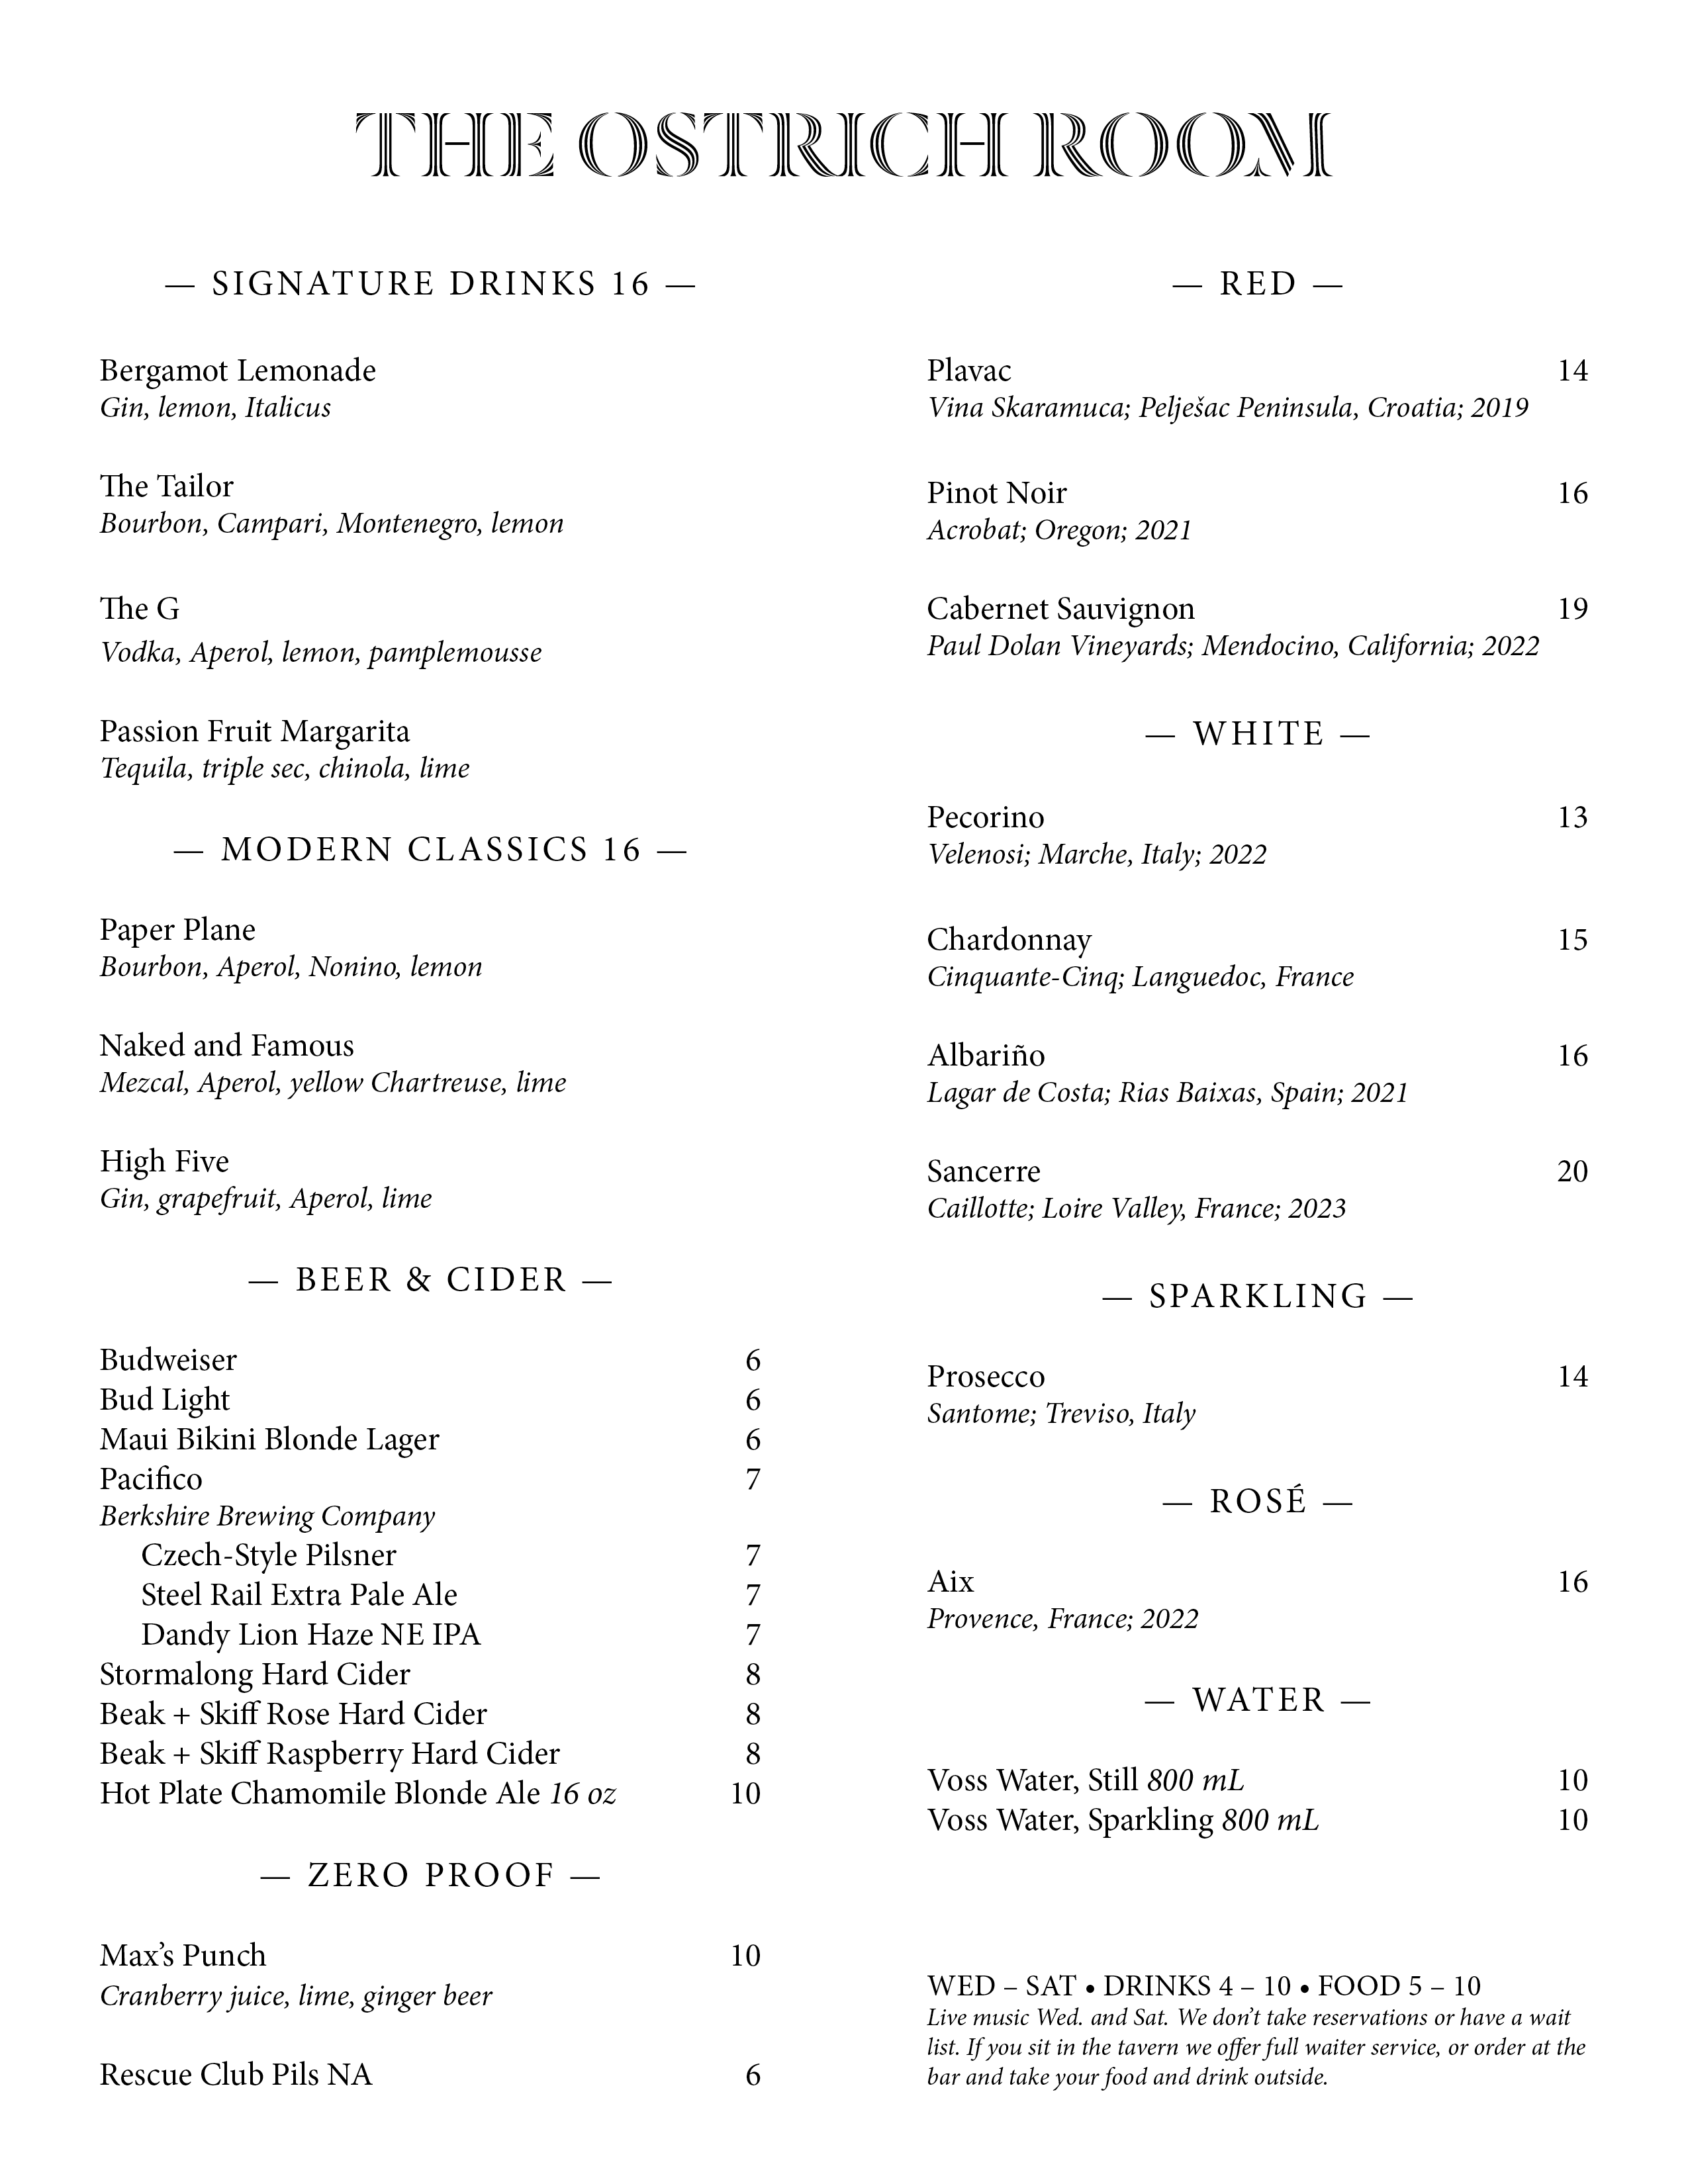 THE OSTRICH ROOM
— SIGNATURE DRINKS 16 —
Bergamot Lemonade
Gin, lemon, Italicus
The Tailor
Bourbon, Campari, Montenegro, lemon
The G
Vodka, Aperol, lemon, pamplemousse
Passion Fruit Margarita
Tequila, triple sec, chinola, lime
— MODERN CLASSICS 16 —
Paper Plane
Bourbon, Aperol, Nonino, lemon
Naked and Famous
Mezcal, Aperol, yellow Chartreuse, lime
High Five
Gin, grapefruit, Aperol, lime
— BEER & CIDER —
Budweiser 6
Bud Light 6
Maui Bikini Blonde Lager 6
Pacifico 7
Berkshire Brewing Company
Czech-Style Pilsner 7
Steel Rail Extra Pale Ale 7
Dandy Lion Haze NE IPA 7
Stormalong Hard Cider 8
Beak + Skiff Rose Hard Cider 8
Beak + Skiff Raspberry Hard Cider 8
Hot Plate Chamomile Blonde Ale 16 oz 10
— ZERO PROOF —
Max’s Punch 10
Cranberry juice, lime, ginger beer
Rescue Club Pils NA 6
— RED —
Plavac 14
Vina Skaramuca; Pelješac Peninsula, Croatia; 2019
Pinot Noir 16
Acrobat; Oregon; 2021
Cabernet Sauvignon 19
Paul Dolan Vineyards; Mendocino, California; 2022
— WHITE —
Pecorino 13
Velenosi; Marche, Italy; 2022
Chardonnay 15
Cinquante-Cinq; Languedoc, France
Albariño 16
Lagar de Costa; Rias Baixas, Spain; 2021
Sancerre 20
Caillotte; Loire Valley, France; 2023
— SPARKLING —
Prosecco 14
Santome; Treviso, Italy
— ROSÉ —
Aix 16
Provence, France; 2022
— WATER —
Voss Water, Still 800 mL 10
Voss Water, Sparkling 800 mL 10
WED – SAT • DRINKS 4 – 10 • FOOD 5 – 10
Live music Wed. and Sat. We don’t take reservations or have a wait
list. If you sit in the tavern we offer full waiter service, or order at the
bar and take your food and drink outside.